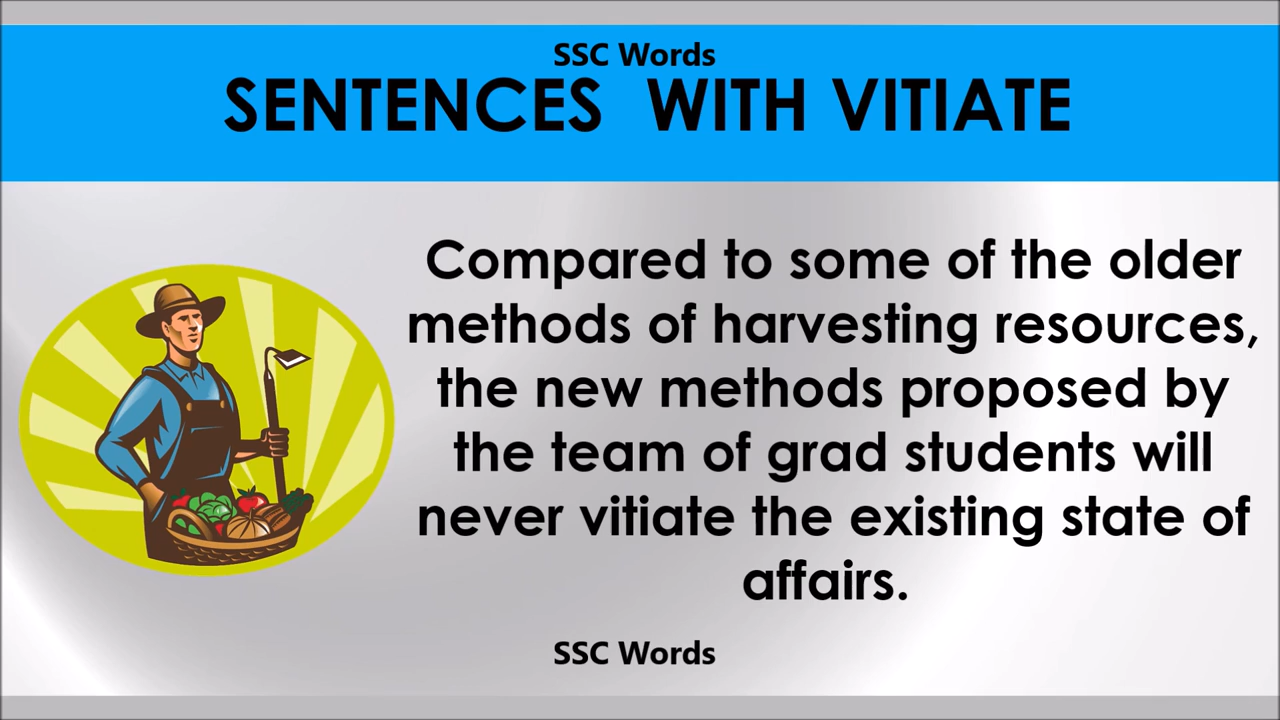 SSC Words
SENTENCES WITH VITIATE
Compared to some of the older
methods of harvesting resources,
the new methods proposed by
the team of grad students will
never vitiate the existing state of
affairs.
SSC Words